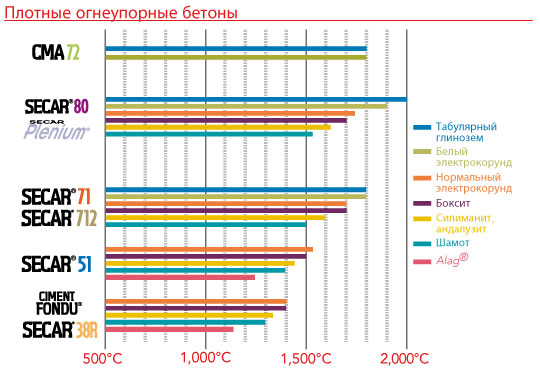 Плотные огнеупорные бетоны
CMA 72
SECAR® 80
SECAR
Plenium®
SECAR® 71
SECAR® 712
SECAR® 51
CIMENT
FONDU®
SECAR® 38R
Табулярный
глинозем
Белый
электрокорунд
Нормальный
электрокорунд
Боксит
Силиманит,
андалузит
Шамот
Alag®
500°C 1,000°C 1,500°C 2,000°C